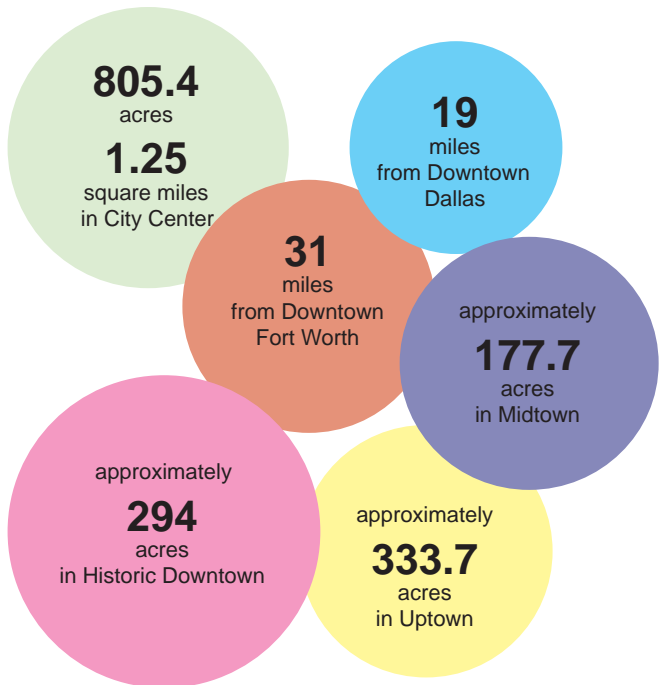 805.4
acres
1.25
square miles
in City Center
19
miles
from Downtown
Dallas
31
miles
from Downtown
Fort Worth
approximately
177.7
acres
in Midtown
approximately
294
acres
in Historic Downtown
approximately
333.7
acres
in Uptown